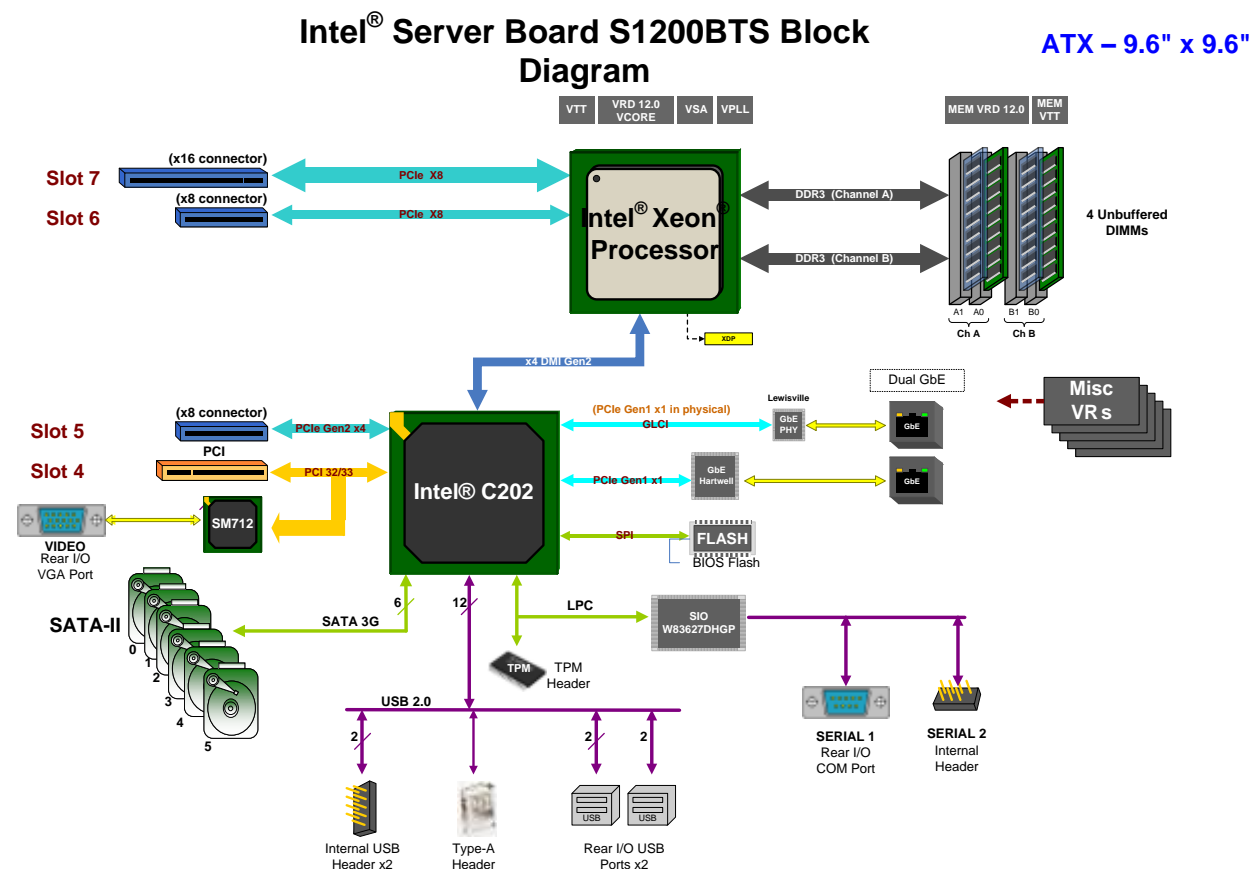 Intel® Server Board S1200BTS Block
Diagram
ATX – 9.6" x 9.6"
VTT
VRD 12.0
VCORE
VSA
VPLL
MEM VRD 12.0
MEM
VTT
Slot 7
(x16 connector)
PCIe X8
Slot 6
(x8 connector)
PCIe X8
Intel® Xeon®
Processor
DDR3 (Channel A)
DDR3 (Channel B)
4 Unbuffered
DIMMs
A1 A0 B1 B0
Ch A Ch B
XDP
x4 DMI Gen2
Dual GbE
Misc
VRs
Slot 5
(x8 connector)
PCIe Gen2 x4
Slot 4
PCI
PCI 32/33
Intel® C202
(PCIe Gen1 x1 in physical)
GLCI
Lewisville
GbE
PHY
GbE
PCIe Gen1 x1
GbE
Hartwell
GbE
SM712
VIDEO
Rear I/O
VGA Port
SPI
FLASH
BIOS Flash
SATA-II
0
1
2
3
4
5
SATA 3G
6
12
LPC
SIO
W83627DHGP
TPM
TPM
Header
USB 2.0
2
2
2
SERIAL 1
Rear I/O
COM Port
SERIAL 2
Internal
Header
USB
USB
Internal USB
Header x2
Type-A
Header
Rear I/O USB
Ports x2